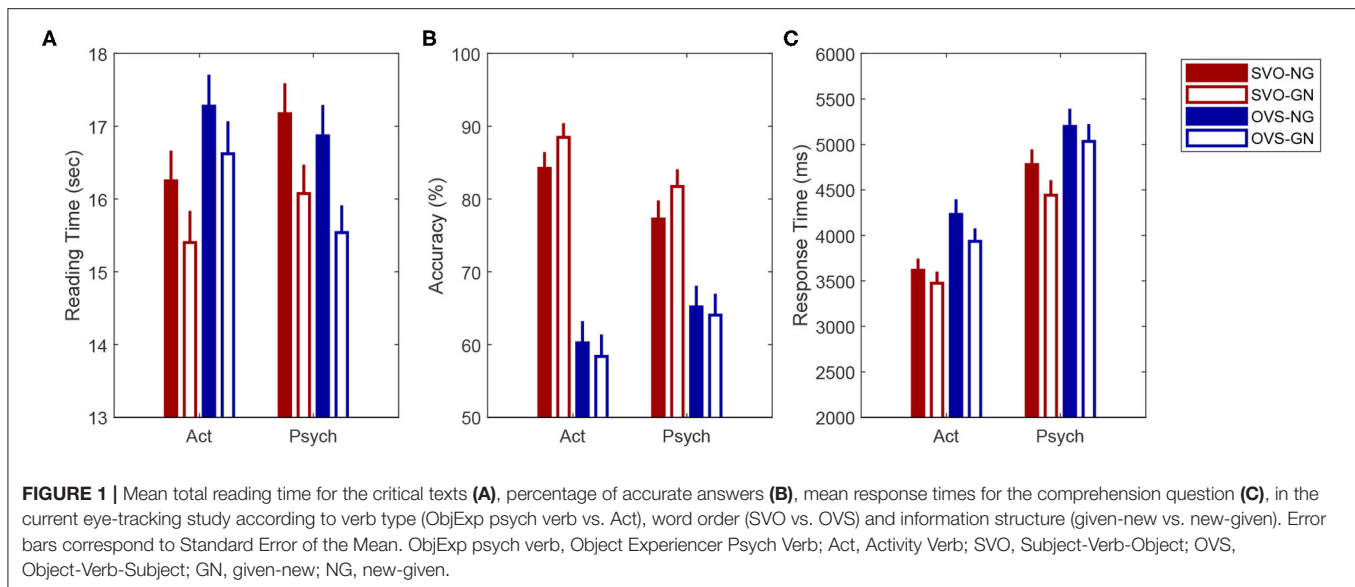 A
18
17
16
15
14
13
Reading Time (sec)
Act
Psych
B
100
90
80
70
60
50
Accuracy (%)
Act
Psych
C
6000
5500
5000
4500
4000
3500
3000
2500
2000
Response Time (ms)
Act
Psych
SVO-NG
SVO-GN
OVS-NG
OVS-GN
FIGURE 1 | Mean total reading time for the critical texts (A), percentage of accurate answers (B), mean response times for the comprehension question (C), in the
current eye-tracking study according to verb type (ObjExp psych verb vs. Act), word order (SVO vs. OVS) and information structure (given-new vs. new-given). Error
bars correspond to Standard Error of the Mean. ObjExp psych verb, Object Experiencer Psych Verb; Act, Activity Verb; SVO, Subject-Verb-Object; OVS,
Object-Verb-Subject; GN, given-new; NG, new-given.